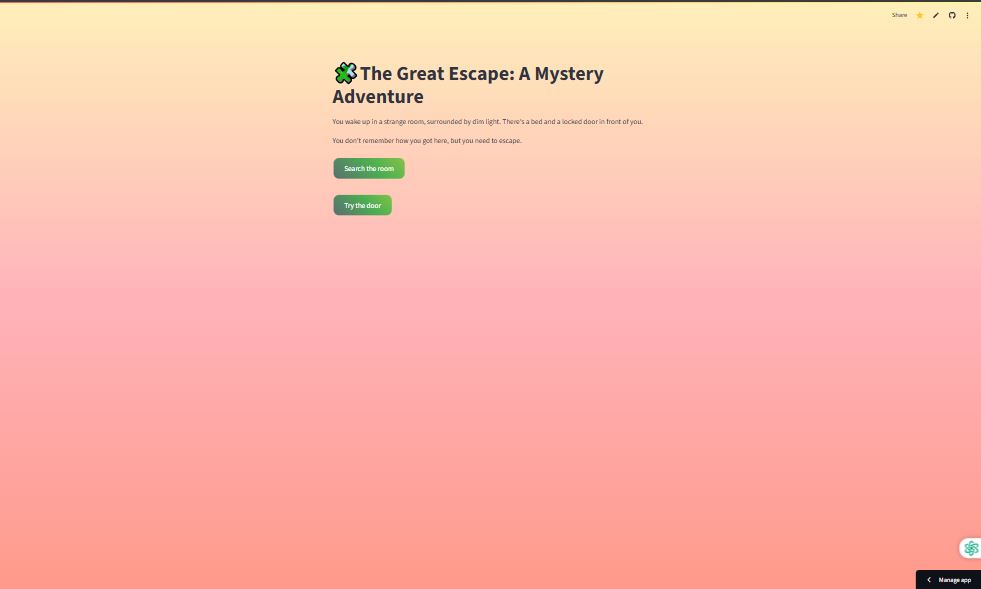 Share
The Great Escape: A Mystery
Adventure
You wake up in a strange room, surrounded by dim light. There's a bed and a locked door in front of you.
You don't remember how you got here, but you need to escape.
Search the room
Try the door
Manage app